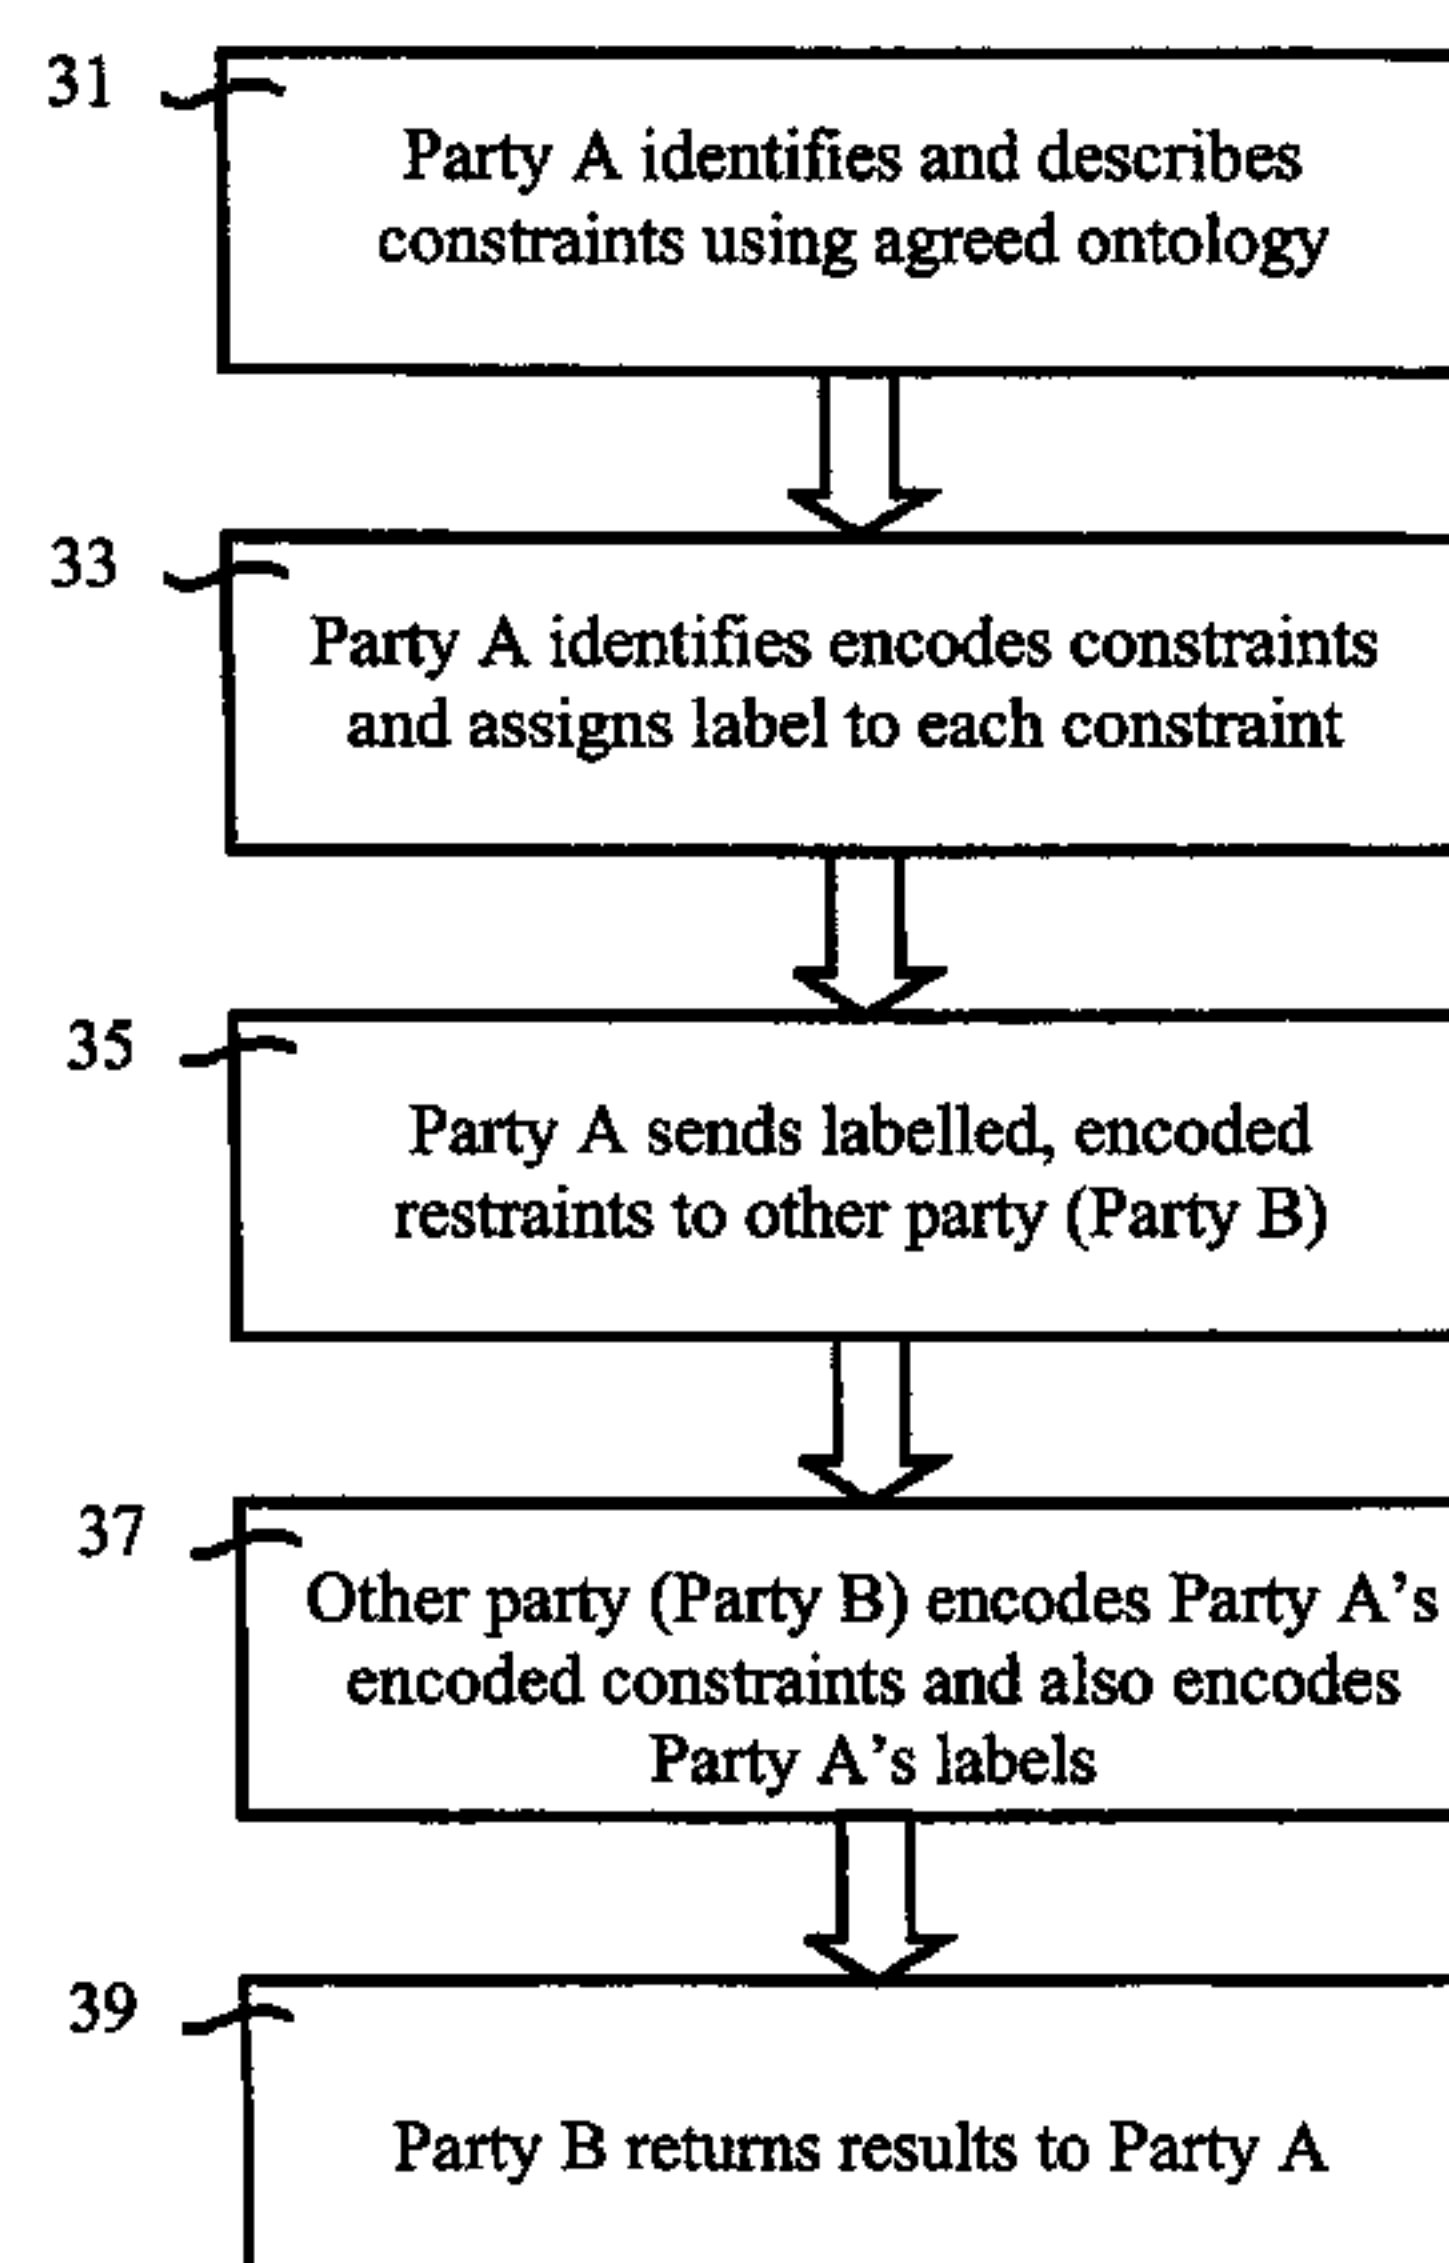 31
Party A identifies and describes
constraints using agreed ontology
33
Party A identifies encodes constraints
and assigns label to each constraint
35
Party A sends labelled, encoded
restraints to other party (Party B)
37
Other party (Party B) encodes Party A's
encoded constraints and also encodes
Party A's labels
39
Party B returns results to Party A